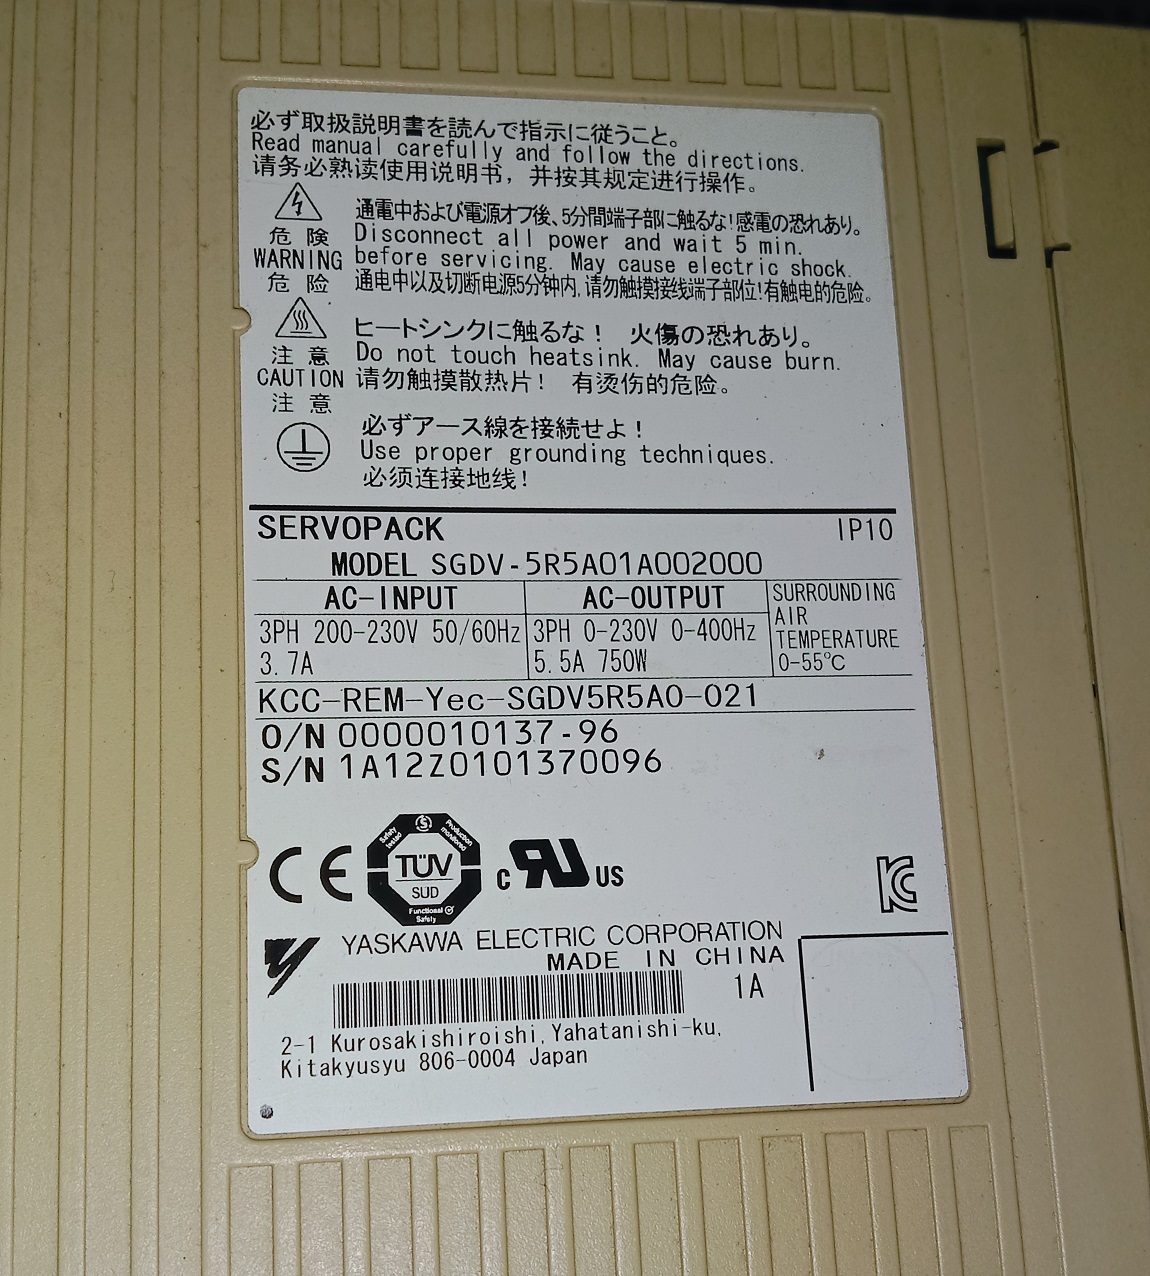 必ず取扱説明書を読んで指示に従うこと。
Read manual carefully and follow the directions.
请务必熟读使用说明书，并按其规定进行操作。
危 険
WARNING
危 险
通電中および電源オフ後、5分間端子部に触るな！感電の恐れあり。
Disconnect all power and wait 5 min.
before servicing. May cause electric shock.
通电中以及切断电源5分钟内,请勿触摸接线端子部位!有触电的危险。
注 意
CAUTION
注 意
ヒートシンクに触るな！ 火傷の恐れあり。
Do not touch heatsink. May cause burn.
请勿触摸散热片！ 有烫伤的危险。
必ずアース線を接続せよ！
Use proper grounding techniques.
必须连接地线！
SERVOPACK IP10
MODEL SGDV-5R5A01A002000
AC-INPUT
3PH 200-230V 50/60Hz
3.7A
AC-OUTPUT
3PH 0-230V 0-400Hz
5.5A 750W
SURROUNDING
AIR
TEMPERATURE
0-55℃
KCC-REM-Yec-SGDV5R5A0-021
O/N 0000010137-96
S/N 1A12Z0101370096
CE
Safety tested
S
Production monitored
TÜV
SUD
Functional
Safety
c RU US
KC
YASKAWA ELECTRIC CORPORATION
MADE IN CHINA
1A
2-1 Kurosakishiroishi, Yahatanishi-ku,
Kitakyusyu 806-0004 Japan